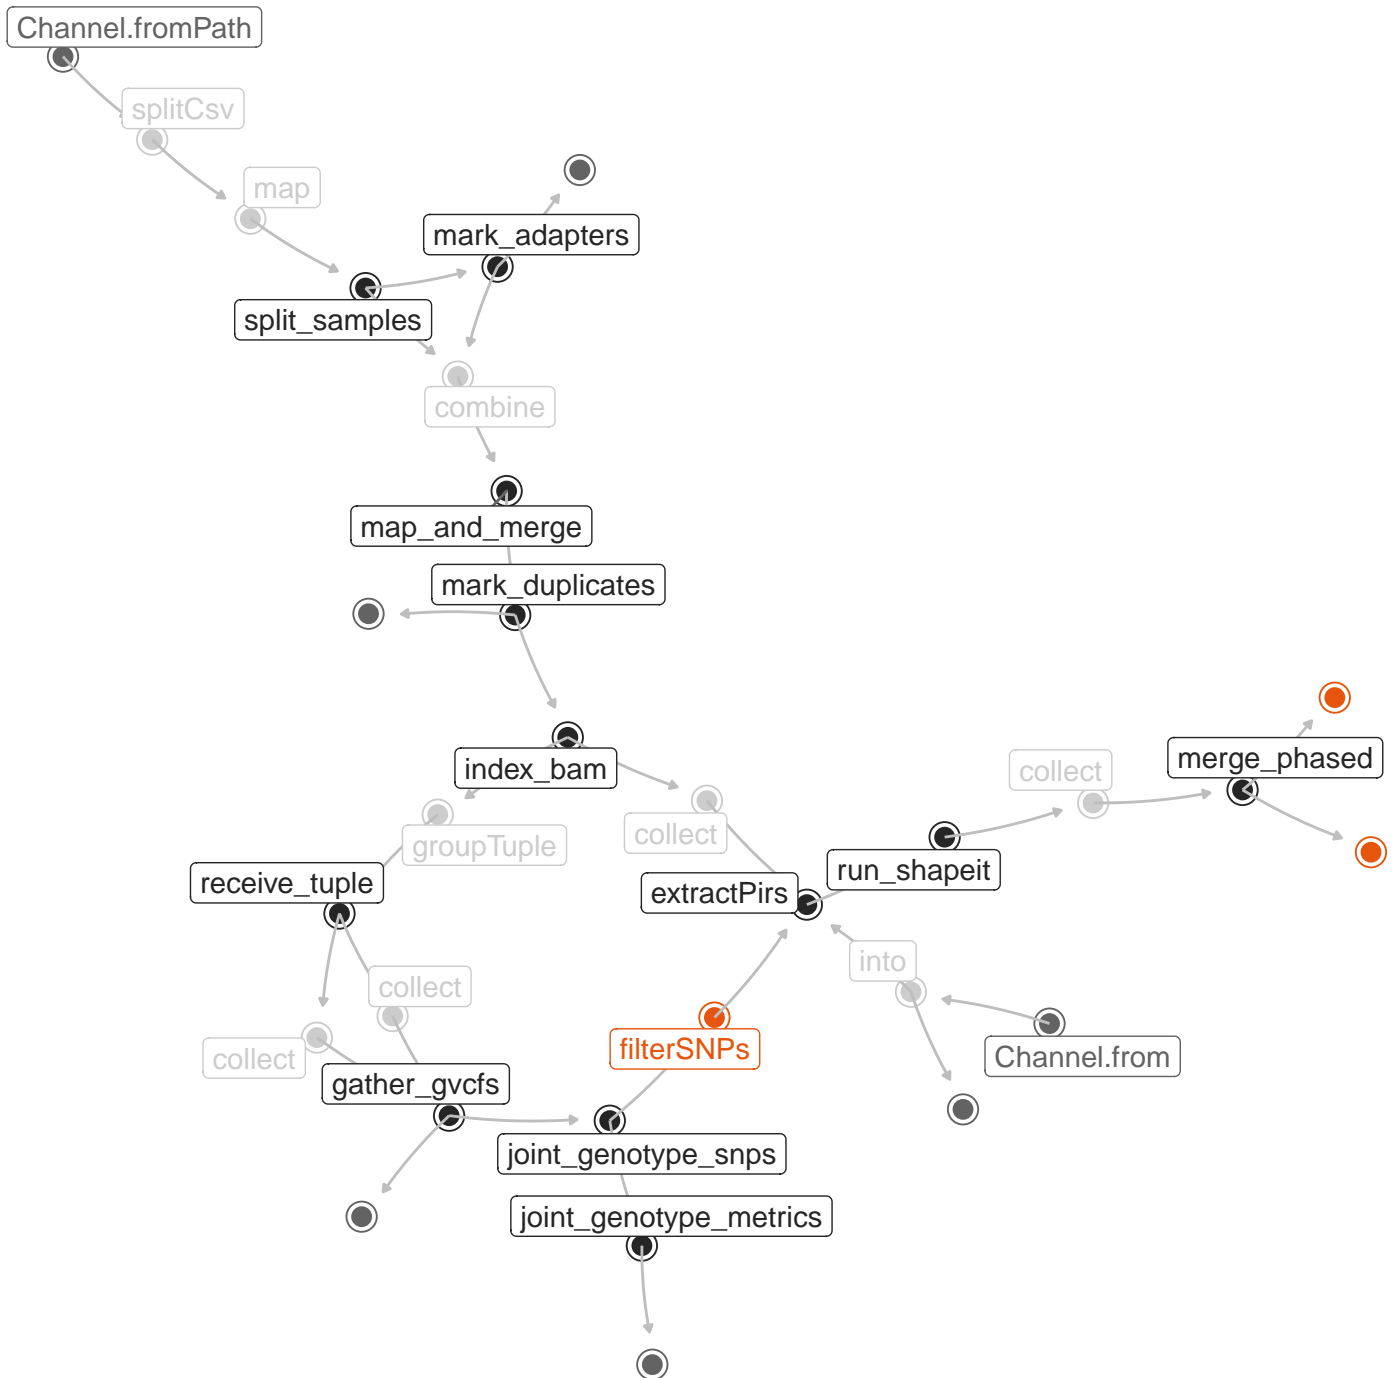 Channel.fromPath
splitCsv
map
mark_adapters
split_samples
combine
map_and_merge
mark_duplicates
index_bam
merge_phased
collect
collect
groupTuple
run_shapeit
receive_tuple
extractPirs
into
collect
collect
filterSNPs
Channel.from
gather_gvcfs
joint_genotype_snps
joint_genotype_metrics